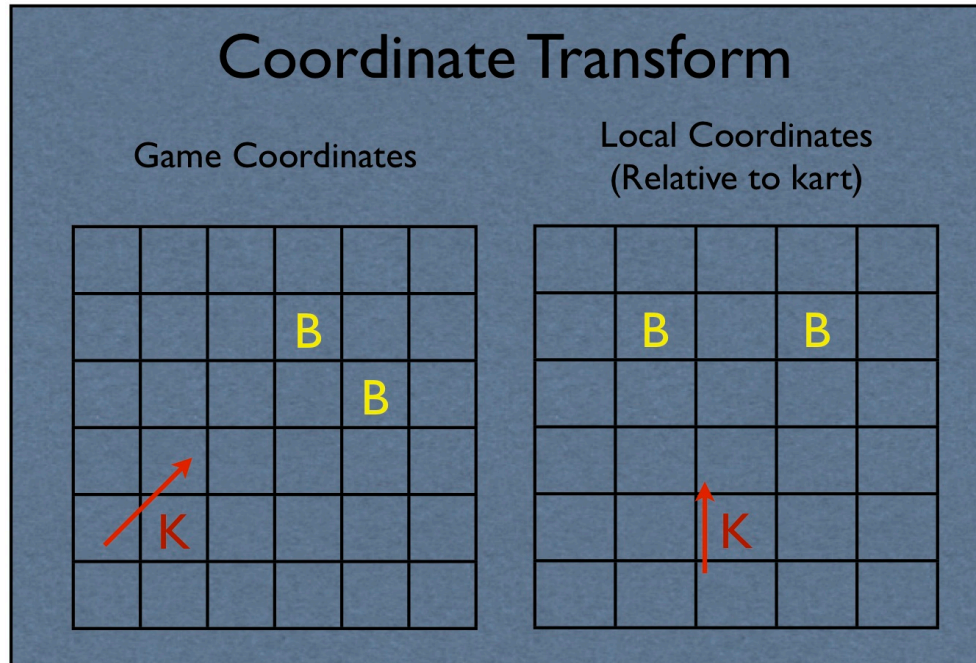 Coordinate Transform
Game Coordinates
Local Coordinates
(Relative to kart)
B
B
K
B B
K